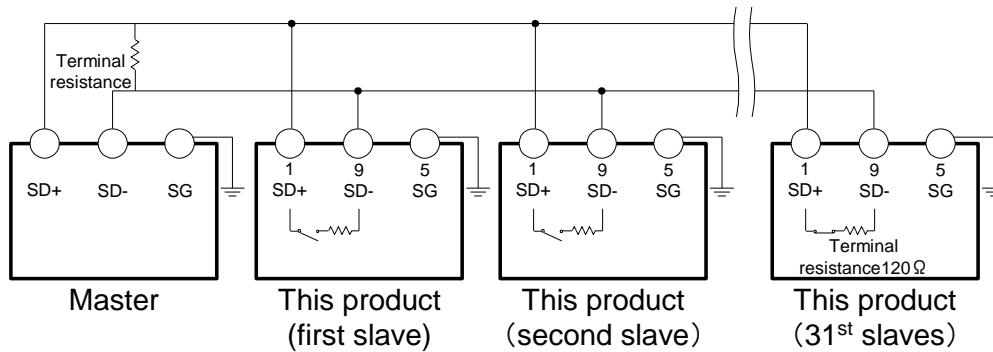 Terminal
resistance
1 9 5
1 9 5
1 9 5
SD+ SD- SG
SD+ SD- SG
SD+ SD- SG
SD+ SD- SG
Terminal
resistance120Ω
Master
This product
(first slave)
This product
（second slave）
This product
（31st slaves）